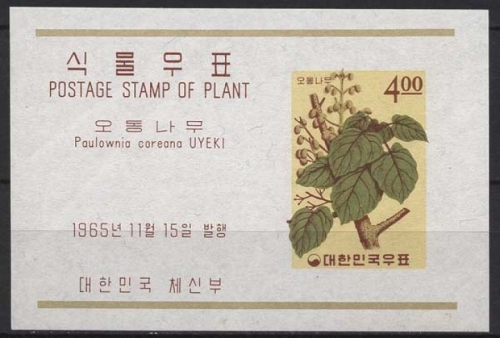 식물우표
POSTAGE STAMP OF PLANT
오동나무
Paulownia coreana UYEKI
1965년 11월 15일 발행
대한민국 체신부
오동나무
4.00
대한민국우표